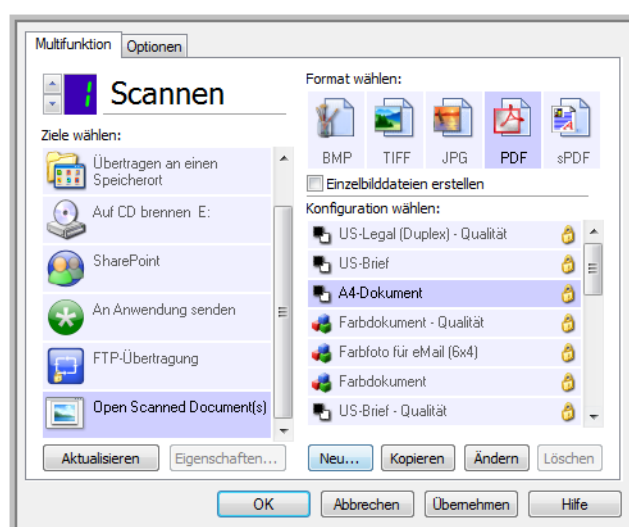 Multifunktion
Optionen
1
Scannen
Ziele wählen:
Übertragen an einen
Speicherort
Auf CD brennen E:
SharePoint
An Anwendung senden
FTP-Übertragung
Open Scanned Document(s)
Aktualisieren
Eigenschaften...
Format wählen:
BMP
TIFF
JPG
PDF
sPDF
Einzelbilddateien erstellen
Konfiguration wählen:
US-Legal (Duplex) - Qualität
US-Brief
A4-Dokument
Farbdokument - Qualität
Farbfoto für eMail (6x4)
Farbdokument
US-Brief - Qualität
Neu...
Kopieren
Ändern
Löschen
OK
Abbrechen
Übernehmen
Hilfe